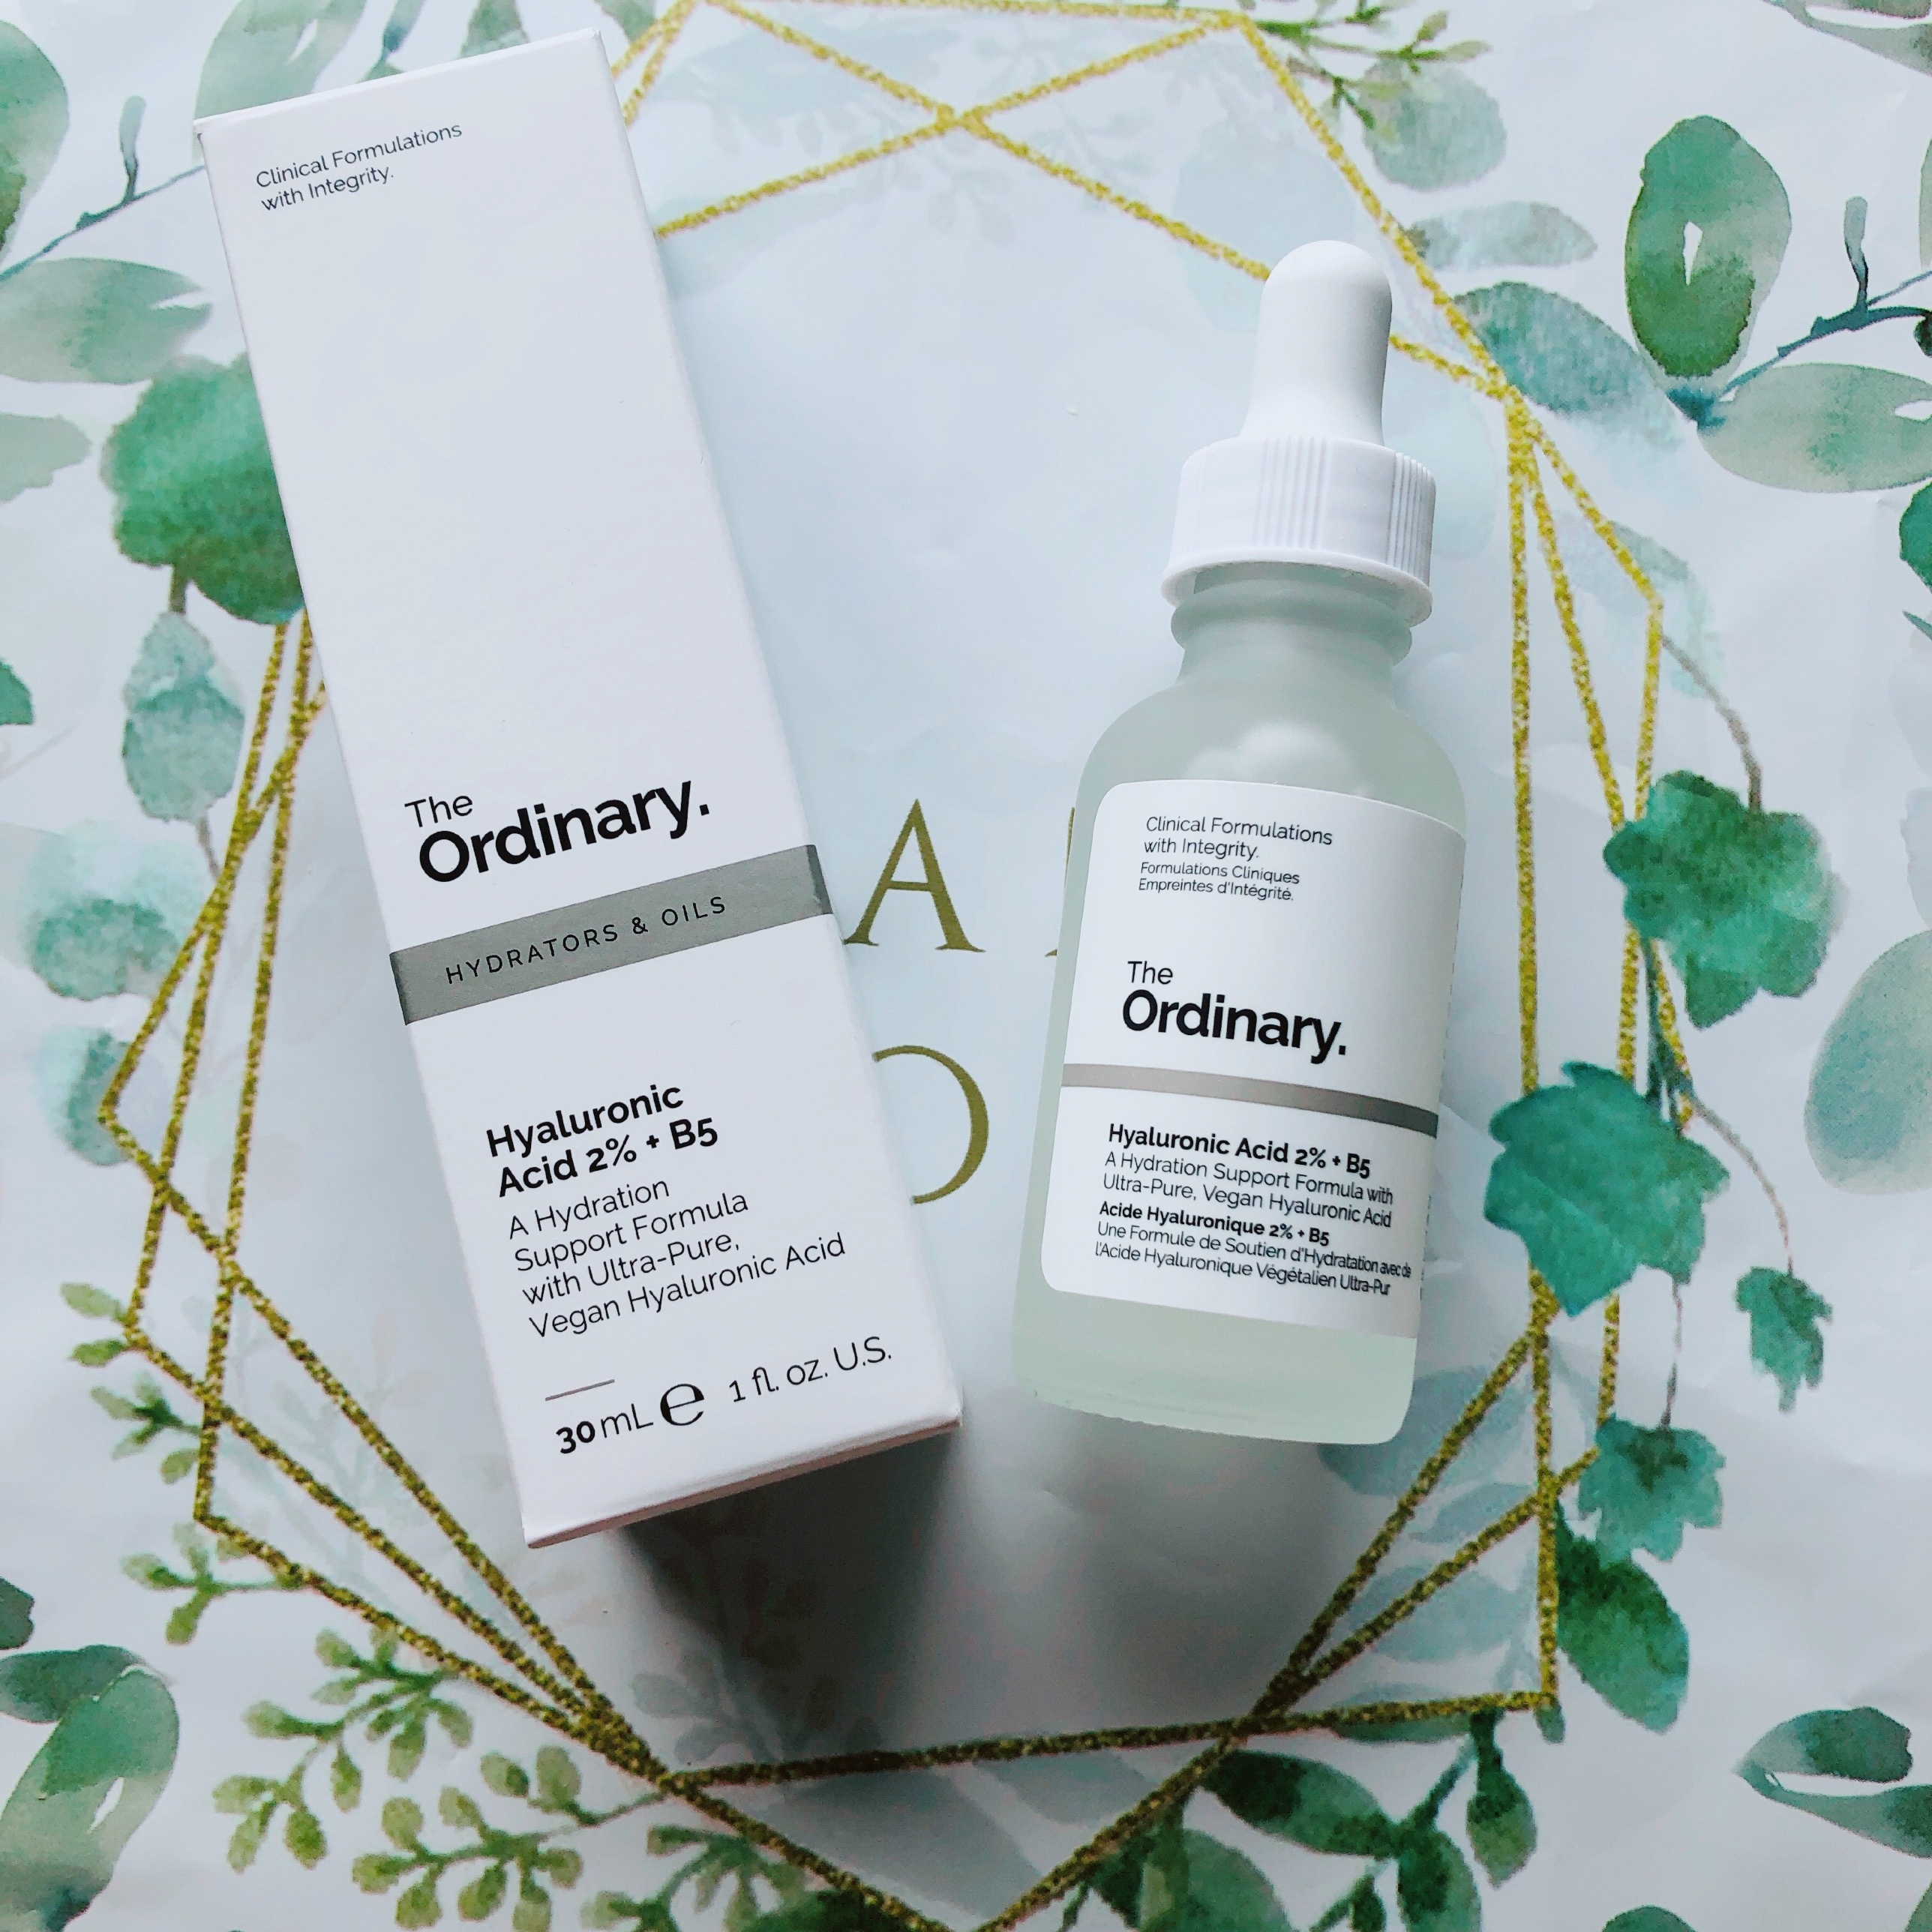 Clinical Formulations
with Integrity.
The
Ordinary.
HYDRATORS & OILS
Hyaluronic
Acid 2% + B5
A Hydration
Support Formula
with Ultra-Pure,
Vegan Hyaluronic Acid
30 mL e 1 fl. oz. U.S.
Clinical Formulations
with Integrity.
Formulations Cliniques
Empreintes d'Intégrité.
The
Ordinary.
Hyaluronic Acid 2% + B5
A Hydration Support Formula with
Ultra-Pure, Vegan Hyaluronic Acid
Acide Hyaluronique 2% + B5
Une Formule de Soutien d'Hydratation avec de
l'Acide Hyaluronique Végétalien Ultra-Pur